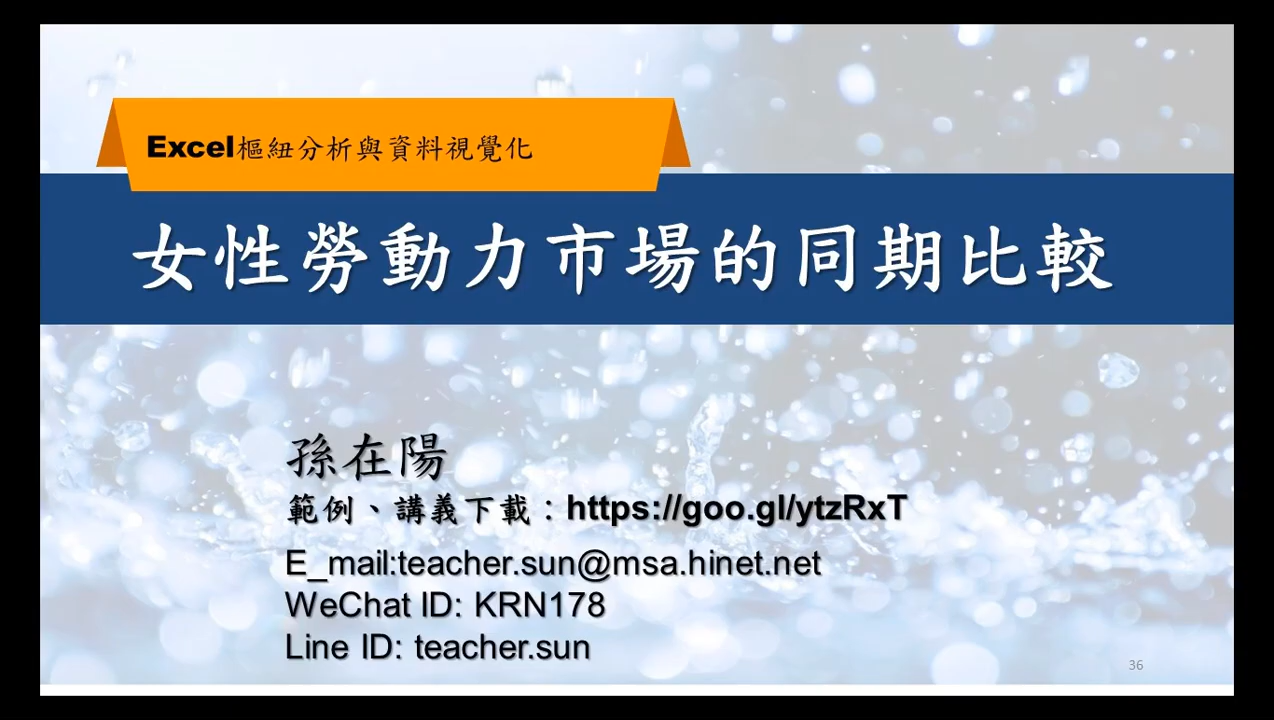 Excel樞紐分析與資料視覺化
女性勞動力市場的同期比較
孫在陽
範例、講義下載：https://goo.gl/ytzRxT
E_mail:teacher.sun@msa.hinet.net
WeChat ID: KRN178
Line ID: teacher.sun
36